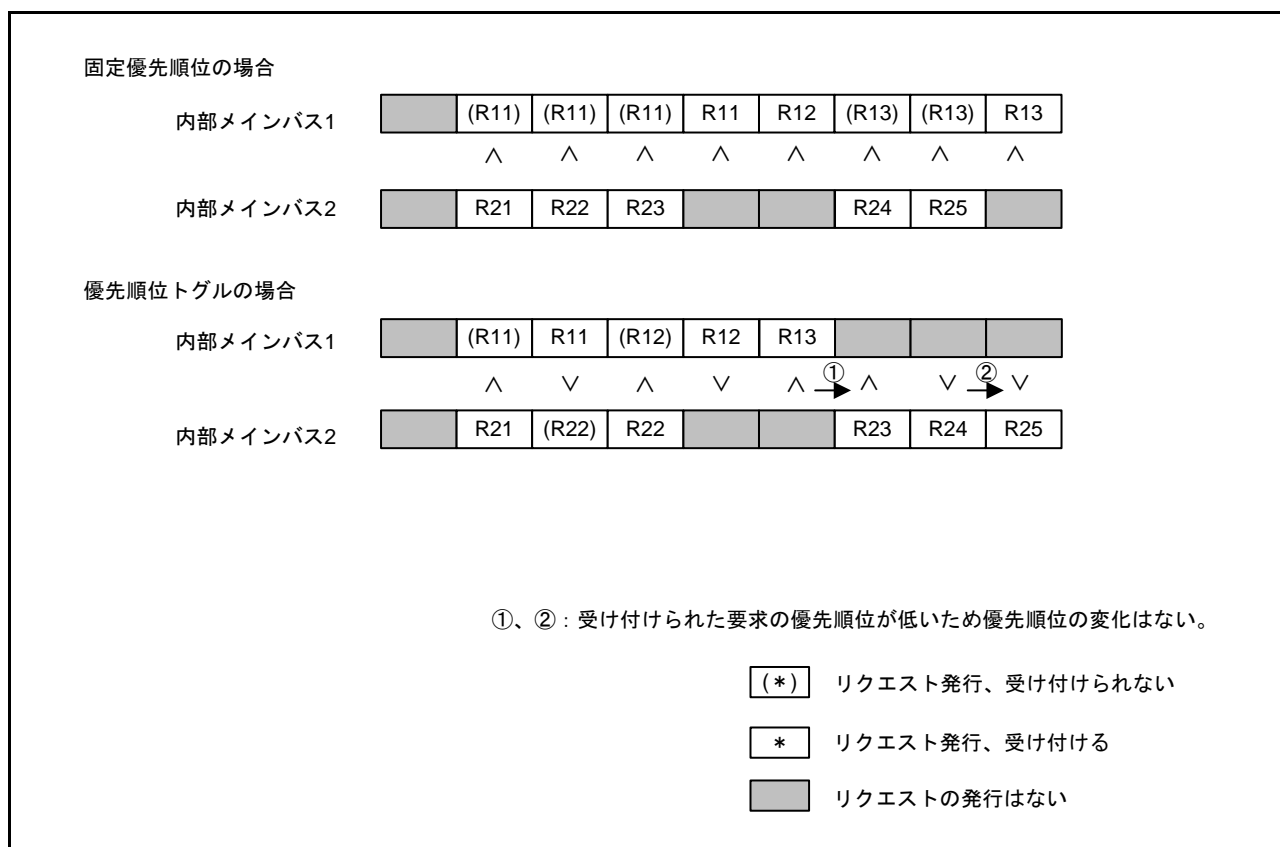 固定優先順位の場合
内部メインバス1 (R11) (R11) (R11) R11 R12 (R13) (R13) R13
∧ ∧ ∧ ∧ ∧ ∧ ∧ ∧
内部メインバス2 R21 R22 R23 R24 R25
優先順位トグルの場合
内部メインバス1 (R11) R11 (R12) R12 R13
∧ ∨ ∧ ∨ ∧ ① ∧ ∨ ② ∨
内部メインバス2 R21 (R22) R22 R23 R24 R25
①、②：受け付けられた要求の優先順位が低いため優先順位の変化はない。
(*) リクエスト発行、受け付けられない
* リクエスト発行、受け付ける
リクエストの発行はない